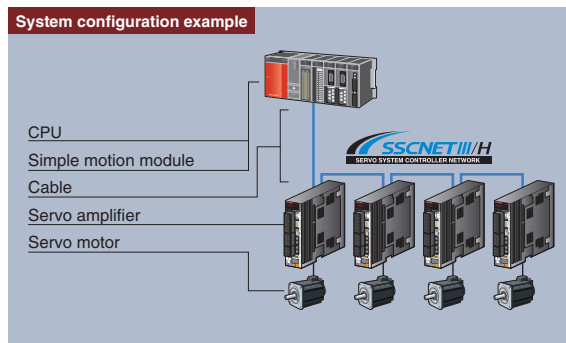 System configuration example
CPU
Simple motion module
Cable
Servo amplifier
Servo motor
SSCNETIII/H
SERVO SYSTEM CONTROLLER NETWORK